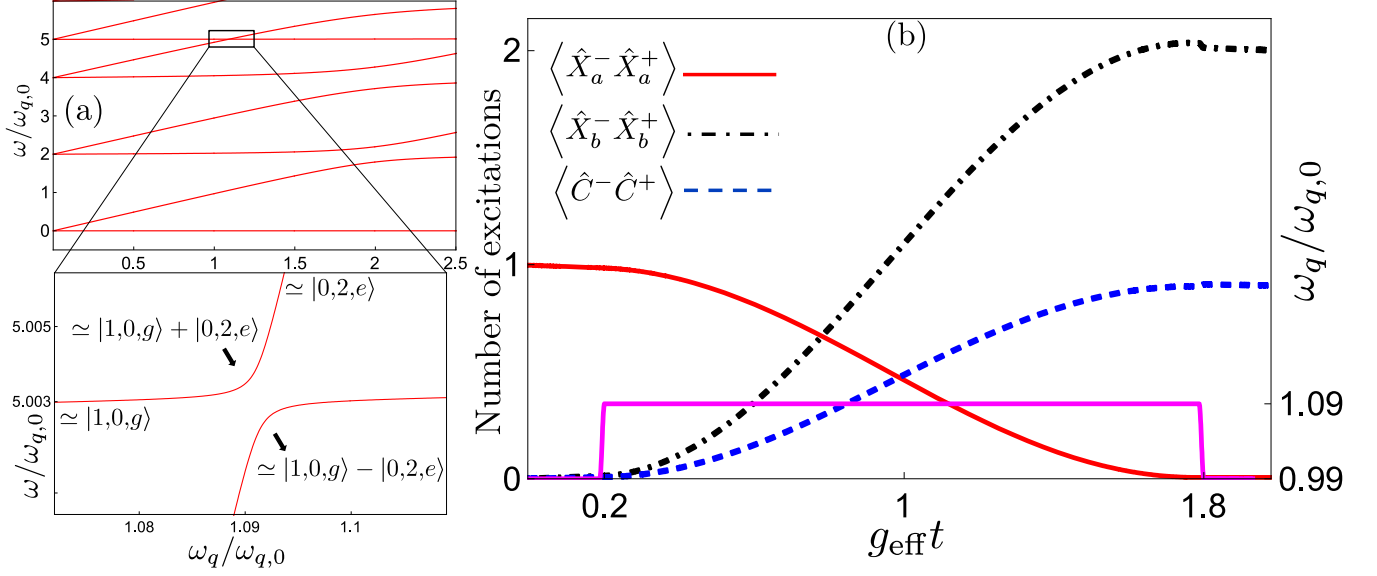 (a)
ω/ω_{q,0}
6
5
4
2
0
0.5
1
1.5
2
2.5
≃ |0,2,e⟩
≃ |1,0,g⟩ + |0,2,e⟩
≃ |1,0,g⟩
≃ |1,0,g⟩ − |0,2,e⟩
5.005
5.003
ω/ω_{q,0}
1.08
1.09
1.1
ω_q/ω_{q,0}
(b)
⟨X̂_a^− X̂_a^+⟩
⟨X̂_b^− X̂_b^+⟩
⟨Ĉ^− Ĉ^+⟩
Number of excitations
2
1
0
0.2
1
1.8
g_{eff}t
ω_q/ω_{q,0}
1.09
0.99